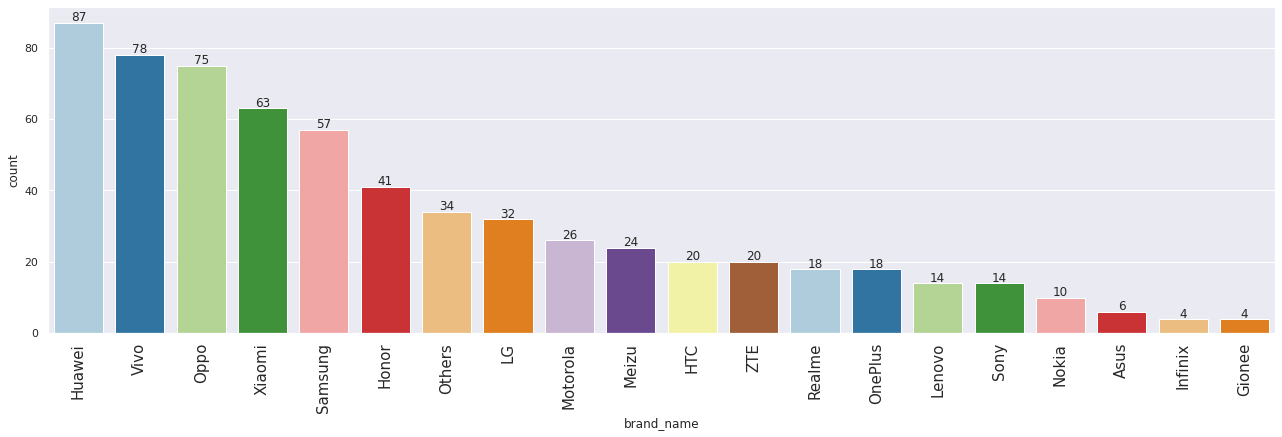 87
78
75
63
57
41
34
32
26
24
20
20
18
18
14
14
10
6
4
4
80
60
40
20
0
count
Huawei
Vivo
Oppo
Xiaomi
Samsung
Honor
Others
LG
Motorola
Meizu
HTC
ZTE
Realme
OnePlus
Lenovo
Sony
Nokia
Asus
Infinix
Gionee
brand_name